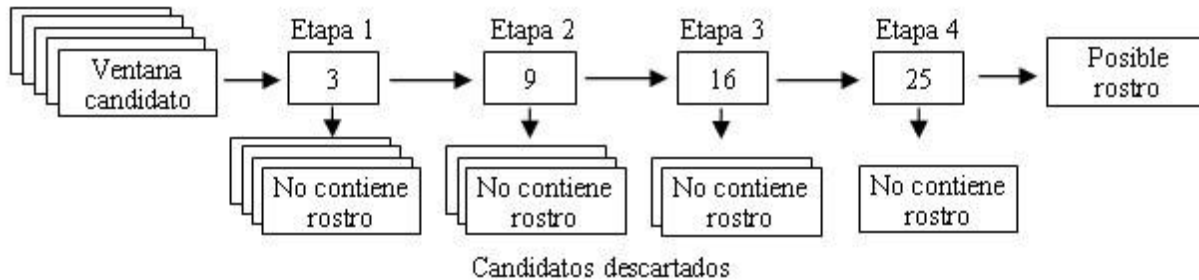 Etapa 1
Etapa 2
Etapa 3
Etapa 4
Ventana
candidato
3
9
16
25
Posible
rostro
No contiene
rostro
No contiene
rostro
No contiene
rostro
No contiene
rostro
Candidatos descartados